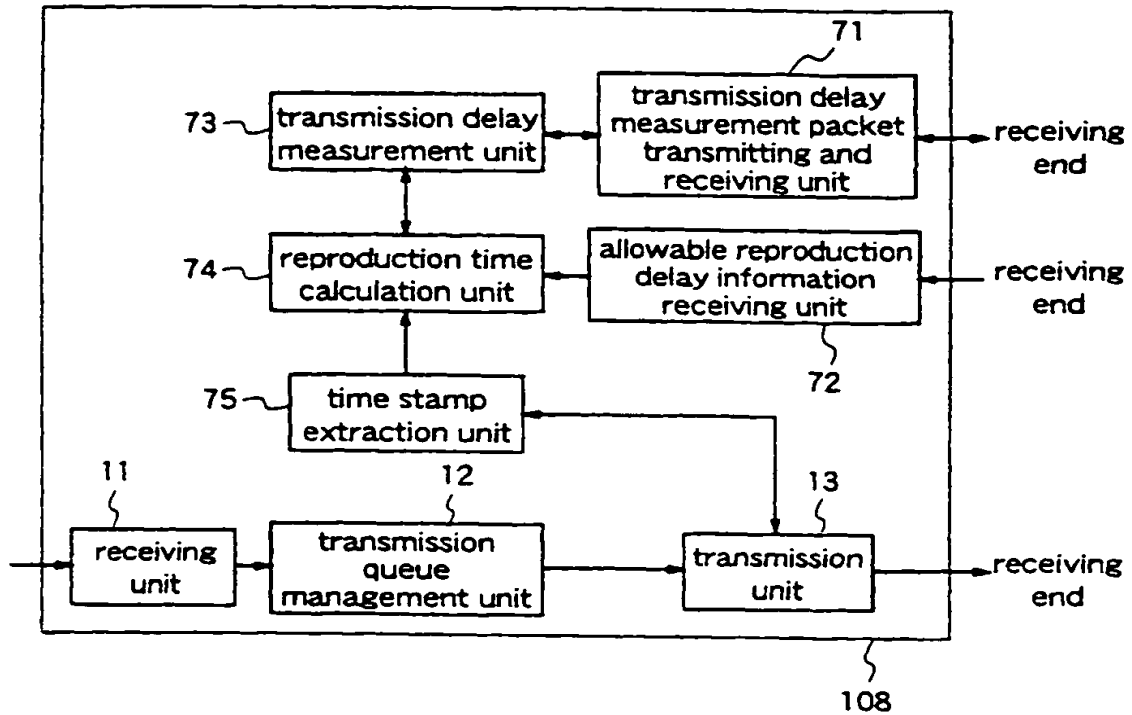 71
73
transmission delay
measurement unit
transmission delay
measurement packet
transmitting and
receiving unit
receiving
end
74
reproduction time
calculation unit
allowable reproduction
delay information
receiving unit
receiving
end
72
75
time stamp
extraction unit
11
12
13
receiving
unit
transmission
queue
management unit
transmission
unit
receiving
end
108